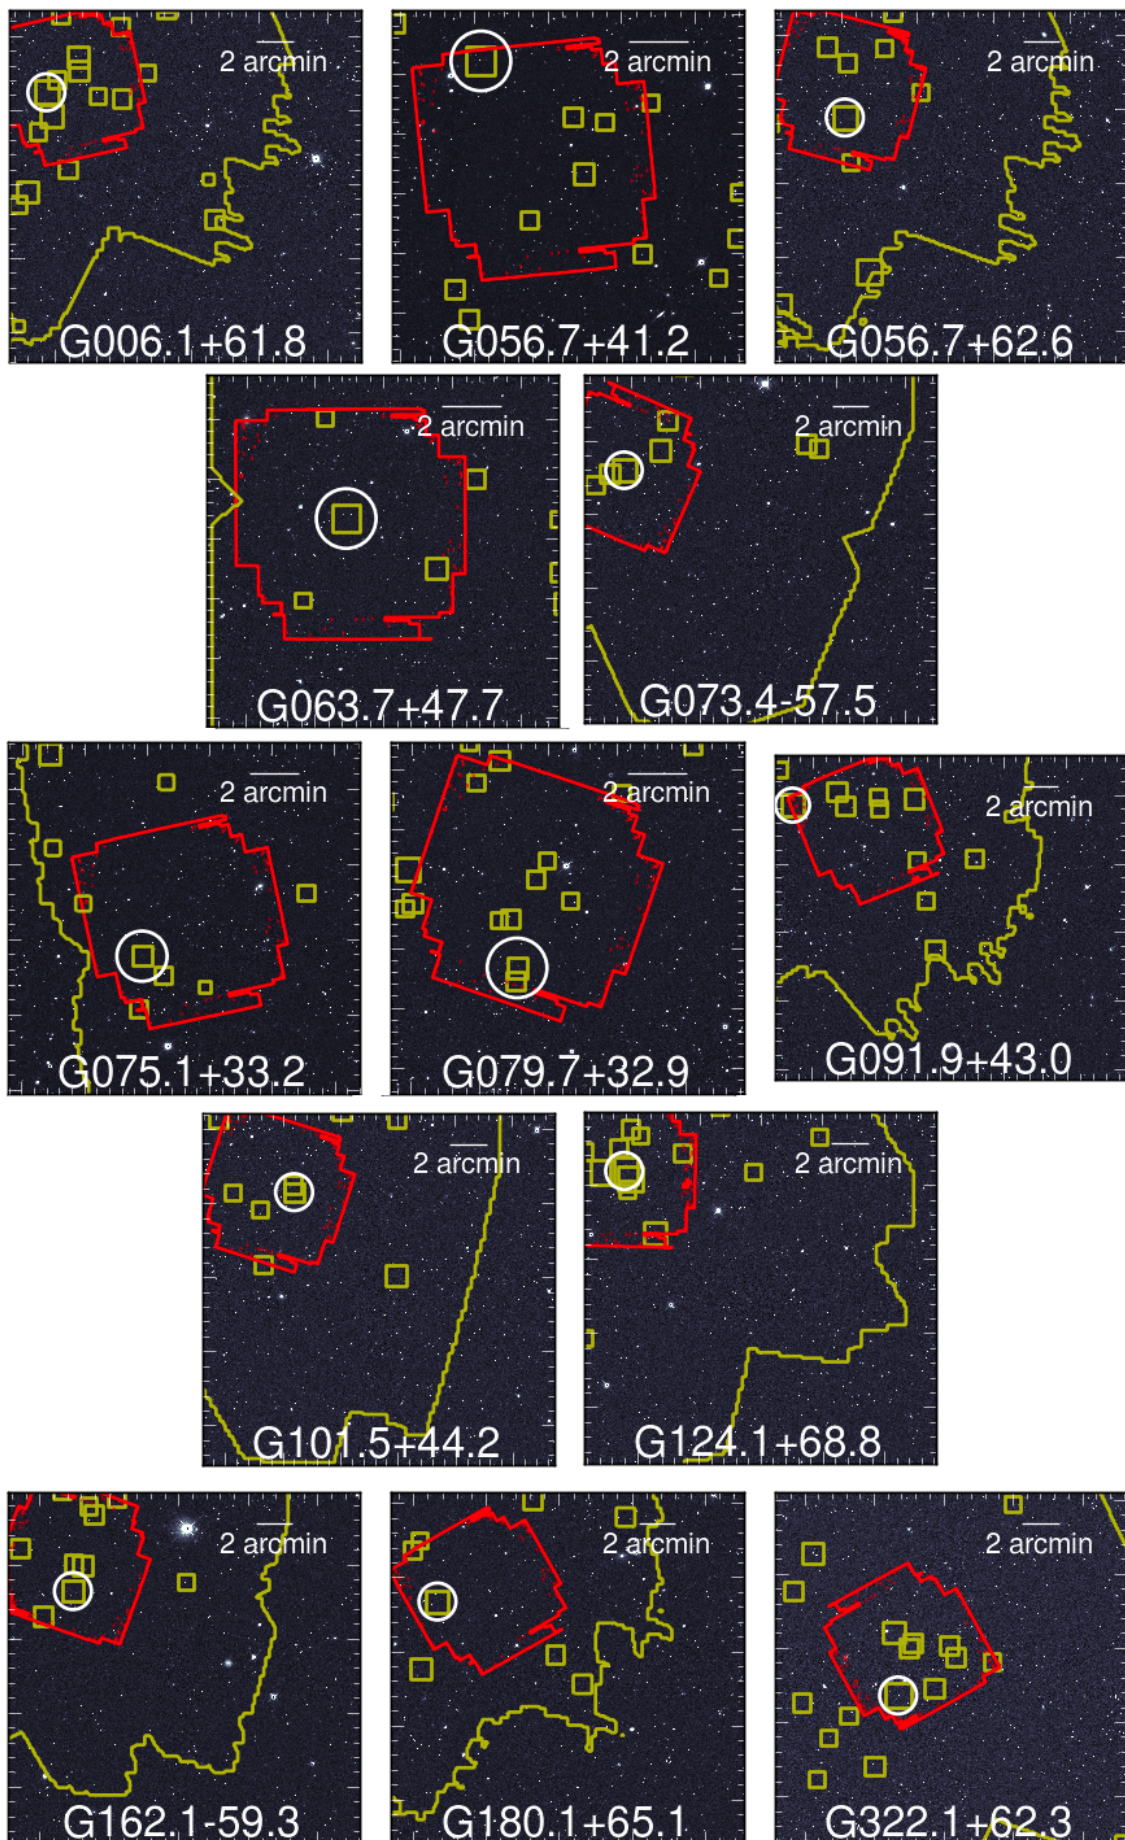 2 arcmin
G006.1+61.8
2 arcmin
G056.7+41.2
2 arcmin
G056.7+62.6
2 arcmin
G063.7+47.7
2 arcmin
G073.4-57.5
2 arcmin
G075.1+33.2
2 arcmin
G079.7+32.9
2 arcmin
G091.9+43.0
2 arcmin
G101.5+44.2
2 arcmin
G124.1+68.8
2 arcmin
G162.1-59.3
2 arcmin
G180.1+65.1
2 arcmin
G322.1+62.3